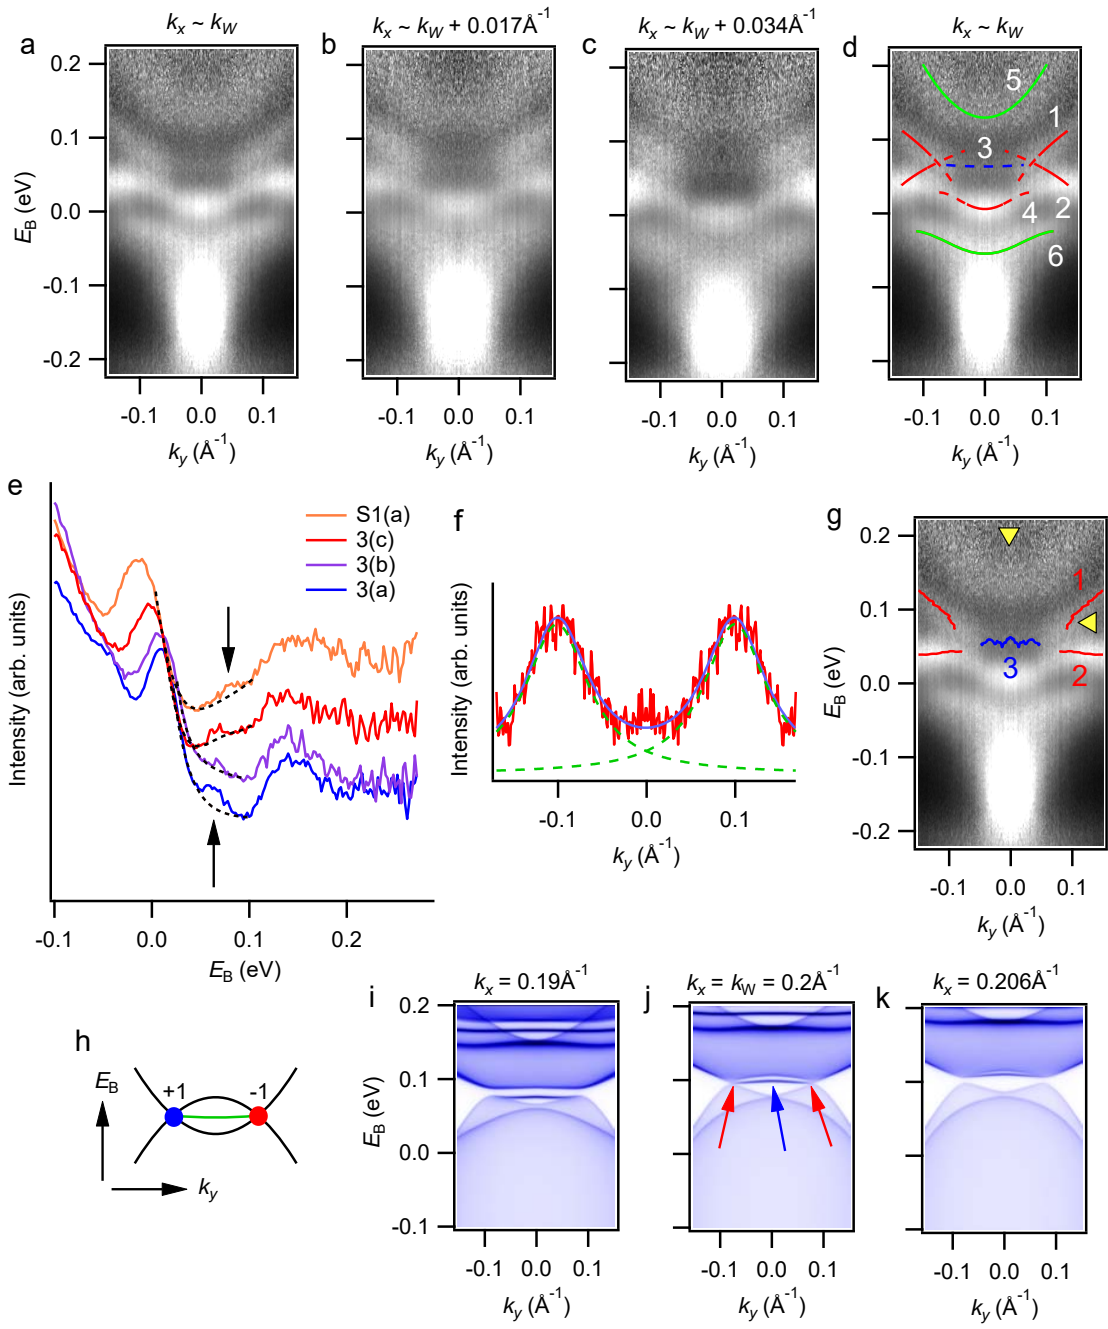 a
k_x ~ k_W
b
k_x ~ k_W + 0.017Å⁻¹
c
k_x ~ k_W + 0.034Å⁻¹
d
k_x ~ k_W
E_B (eV)
0.2
0.1
0.0
-0.1
-0.2
5
1
3
2
4
6
-0.1 0.0 0.1
-0.1 0.0 0.1
-0.1 0.0 0.1
-0.1 0.0 0.1
k_y (Å⁻¹)
k_y (Å⁻¹)
k_y (Å⁻¹)
k_y (Å⁻¹)
e
Intensity (arb. units)
S1(a)
3(c)
3(b)
3(a)
-0.1 0.0 0.1 0.2
E_B (eV)
f
Intensity (arb. units)
-0.1 0.0 0.1
k_y (Å⁻¹)
g
E_B (eV)
0.2
0.1
0.0
-0.1
-0.2
1
3
2
-0.1 0.0 0.1
k_y (Å⁻¹)
h
E_B
+1
-1
k_y
i
k_x = 0.19Å⁻¹
E_B (eV)
0.2
0.1
0.0
-0.1
-0.1 0.0 0.1
k_y (Å⁻¹)
j
k_x = k_W = 0.2Å⁻¹
-0.1 0.0 0.1
k_y (Å⁻¹)
k
k_x = 0.206Å⁻¹
-0.1 0.0 0.1
k_y (Å⁻¹)